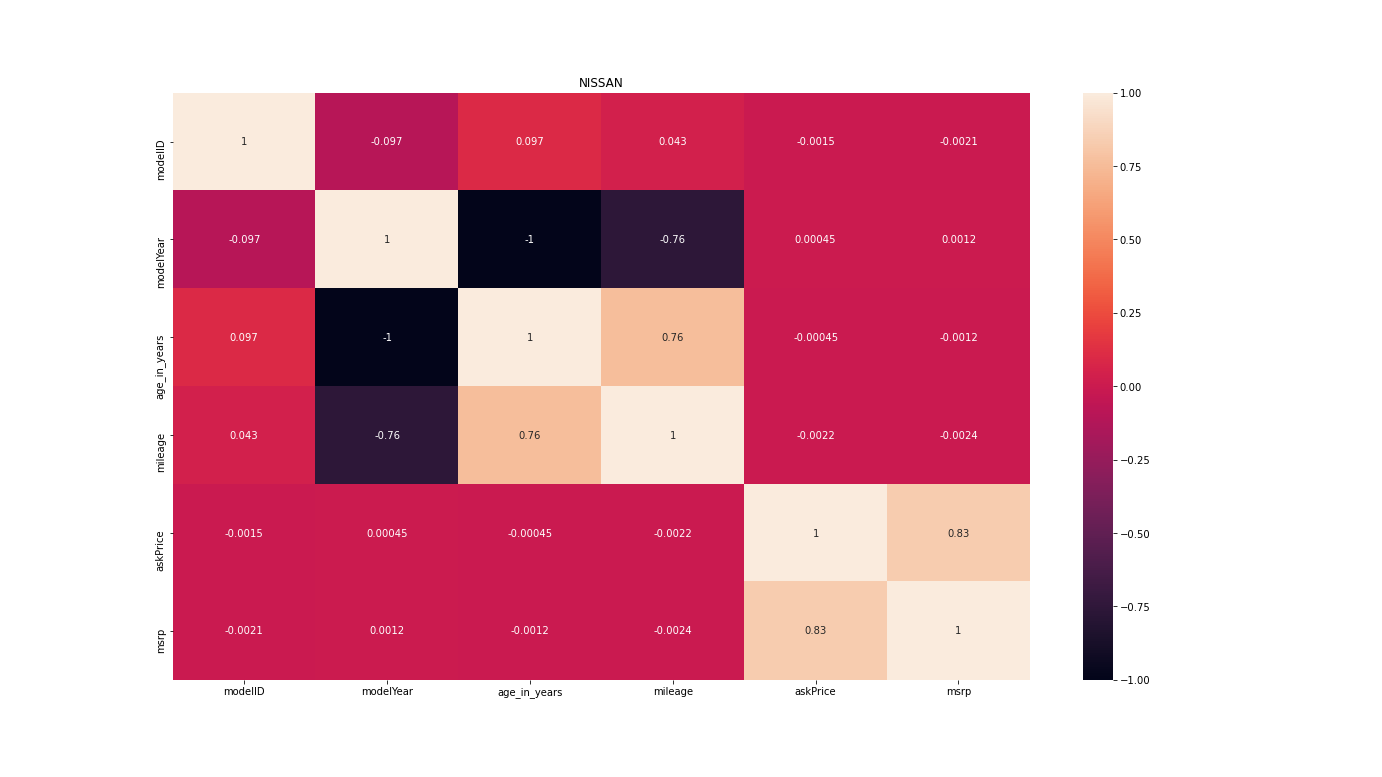 NISSAN
modelID 1 -0.097 0.097 0.043 -0.0015 -0.0021
modelYear -0.097 1 -1 -0.76 0.00045 0.0012
age_in_years 0.097 -1 1 0.76 -0.00045 -0.0012
mileage 0.043 -0.76 0.76 1 -0.0022 -0.0024
askPrice -0.0015 0.00045 -0.00045 -0.0022 1 0.83
msrp -0.0021 0.0012 -0.0012 -0.0024 0.83 1
modelID modelYear age_in_years mileage askPrice msrp
1.00
0.75
0.50
0.25
0.00
−0.25
−0.50
−0.75
−1.00